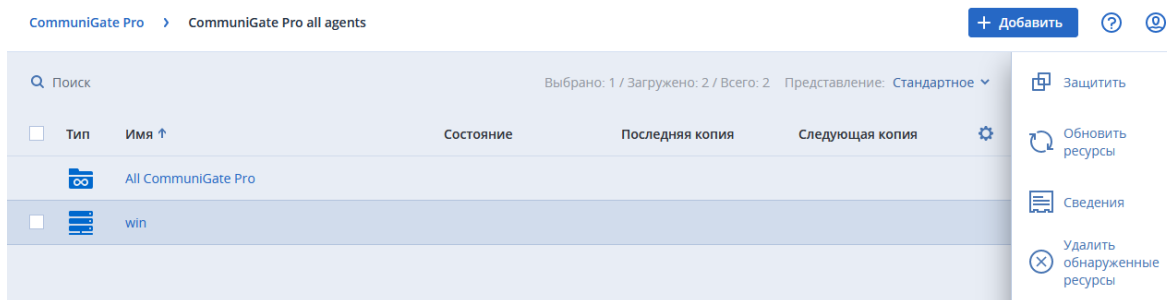 CommuniGate Pro > CommuniGate Pro all agents
+ Добавить
Поиск
Выбрано: 1 / Загружено: 2 / Всего: 2 Представление: Стандартное
Тип Имя ↑ Состояние Последняя копия Следующая копия
All CommuniGate Pro
win
Защитить
Обновить
ресурсы
Сведения
Удалить
обнаруженные
ресурсы